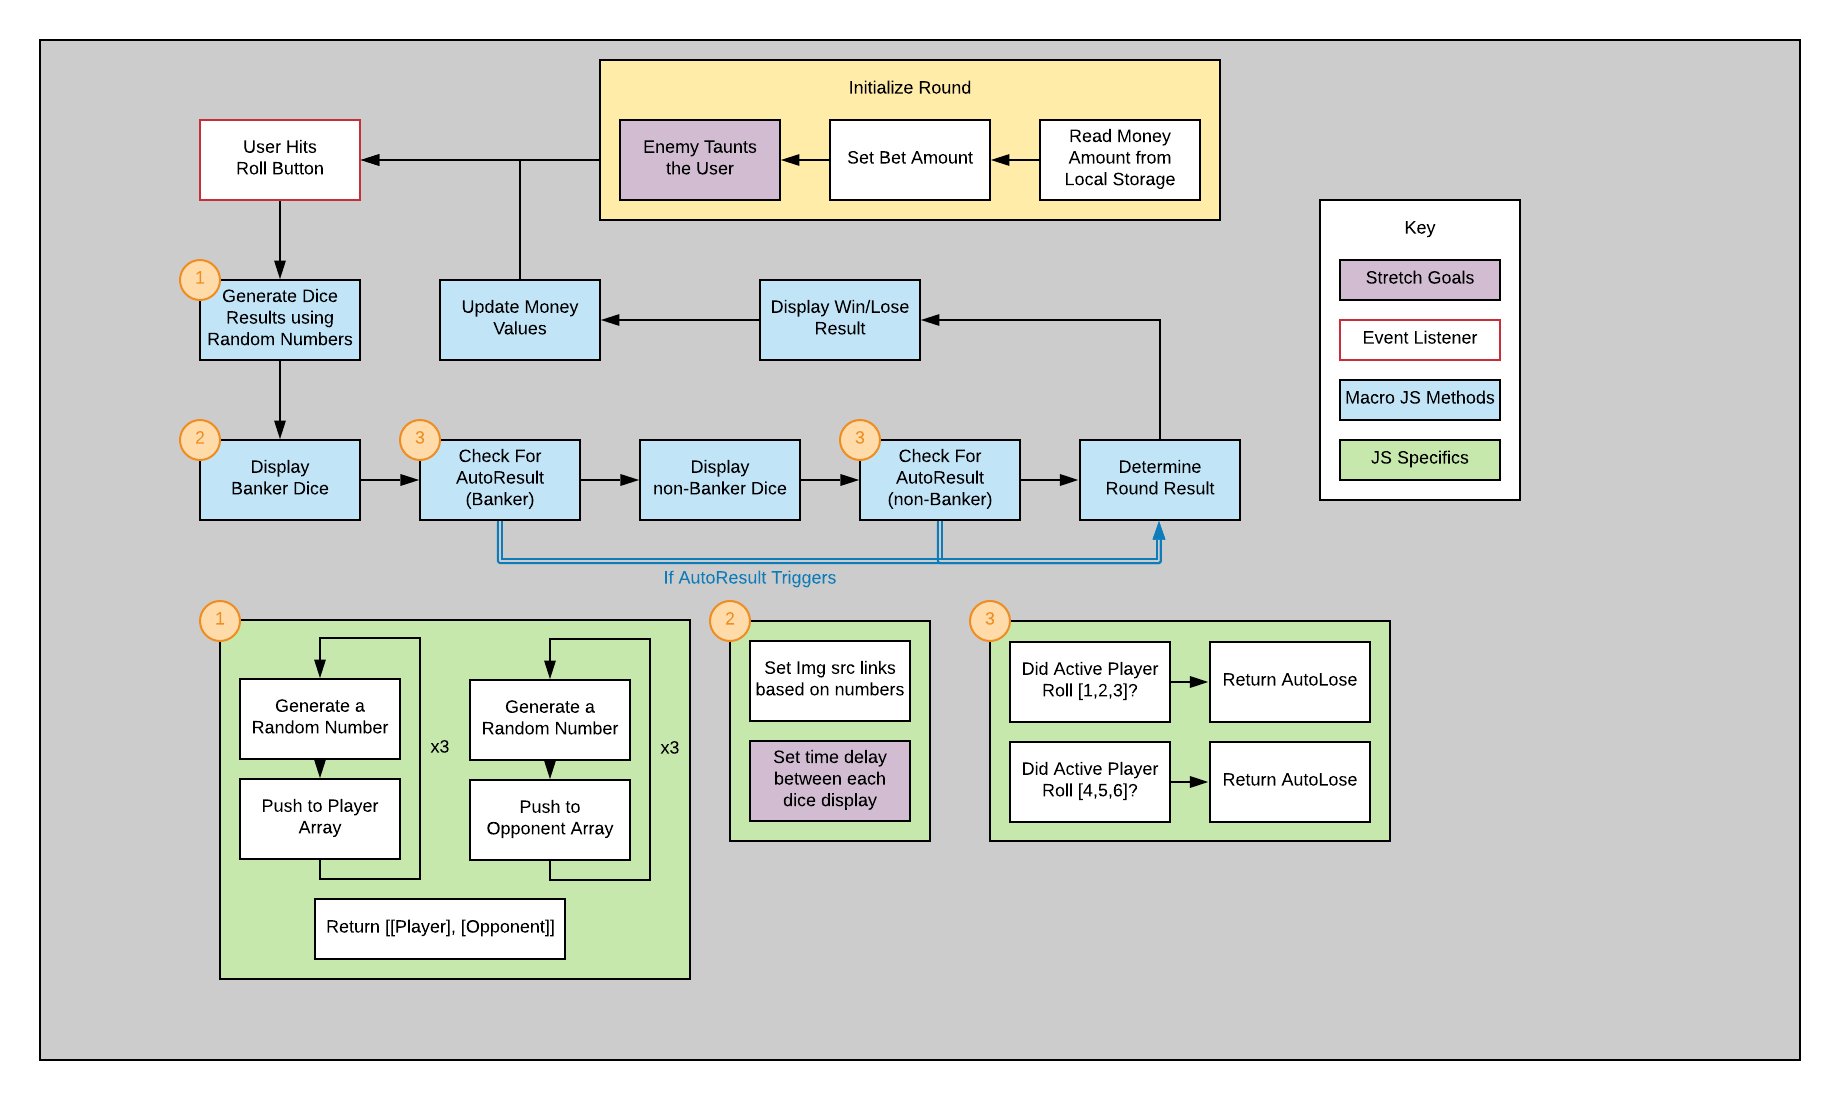 Initialize Round
User Hits
Roll Button
Enemy Taunts
the User
Set Bet Amount
Read Money
Amount from
Local Storage
Key
Stretch Goals
Event Listener
Macro JS Methods
JS Specifics
1
Generate Dice
Results using
Random Numbers
Update Money
Values
Display Win/Lose
Result
2
Display
Banker Dice
3
Check For
AutoResult
(Banker)
Display
non-Banker Dice
3
Check For
AutoResult
(non-Banker)
Determine
Round Result
If AutoResult Triggers
1
Generate a
Random Number
Push to Player
Array
x3
Generate a
Random Number
Push to
Opponent Array
x3
Return [[Player], [Opponent]]
2
Set Img src links
based on numbers
Set time delay
between each
dice display
3
Did Active Player
Roll [1,2,3]?
Return AutoLose
Did Active Player
Roll [4,5,6]?
Return AutoLose